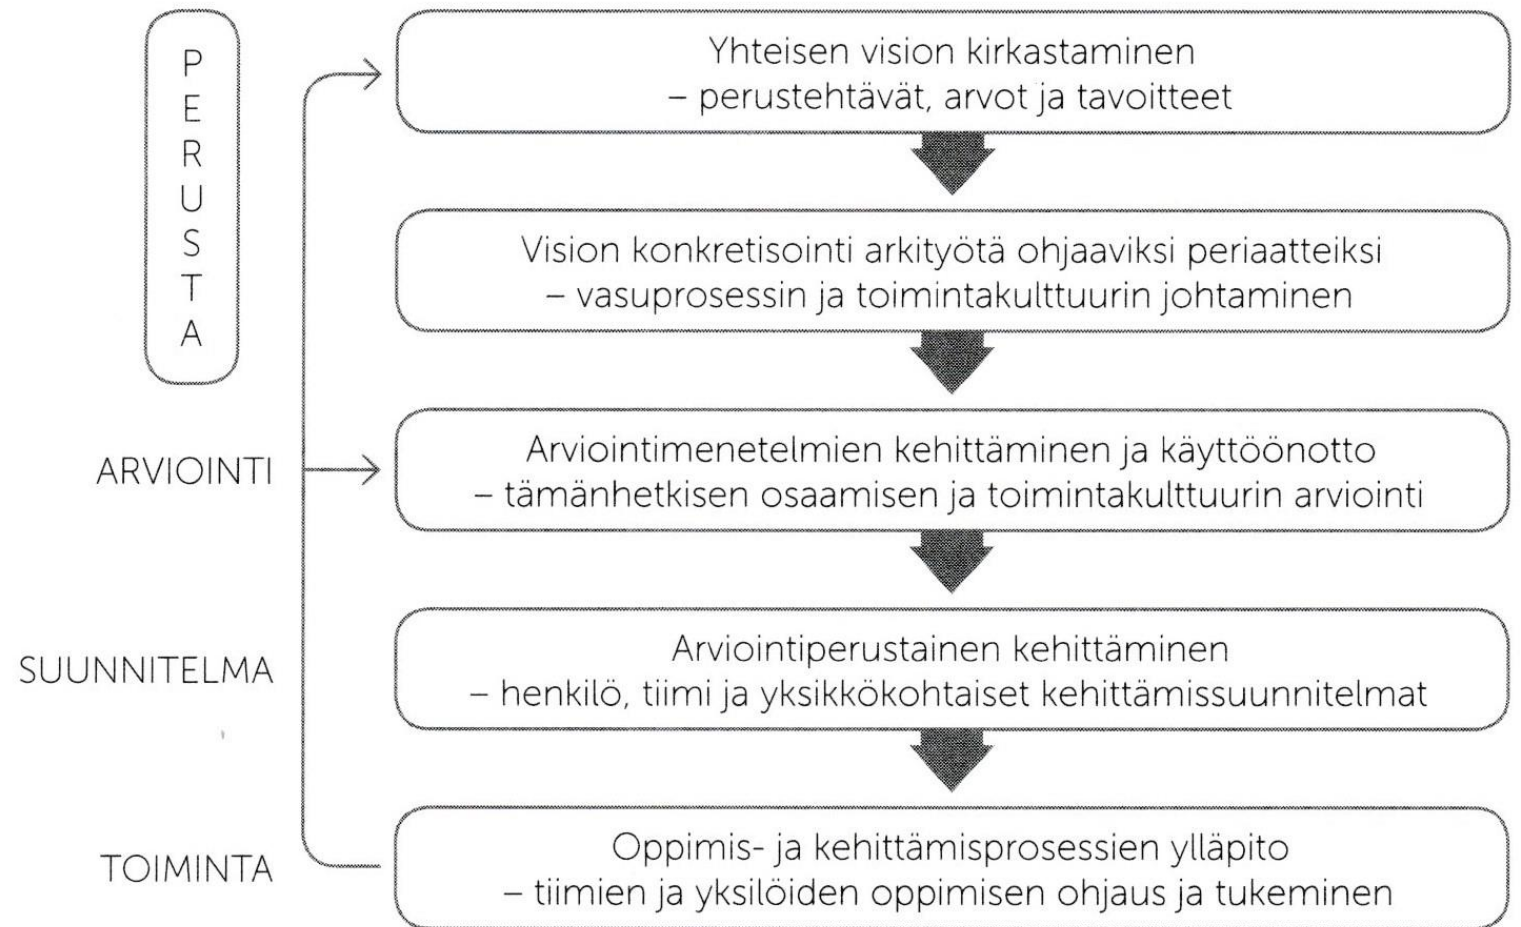 PERUSTA
Yhteisen vision kirkastaminen
– perustehtävät, arvot ja tavoitteet
Vision konkretisointi arkityötä ohjaaviksi periaatteiksi
– vasuprosessin ja toimintakulttuurin johtaminen
ARVIOINTI
Arviointimenetelmien kehittäminen ja käyttöönotto
– tämänhetkisen osaamisen ja toimintakulttuurin arviointi
SUUNNITELMA
Arviointiperustainen kehittäminen
– henkilö, tiimi ja yksikkökohtaiset kehittämissuunnitelmat
TOIMINTA
Oppimis- ja kehittämisprosessien ylläpito
– tiimien ja yksilöiden oppimisen ohjaus ja tukeminen